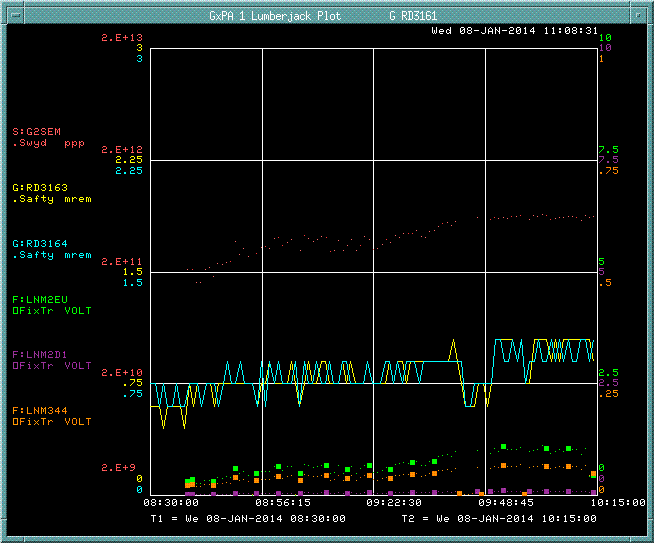 GxPA 1 Lumberjack Plot G RD3161
Wed 08-JAN-2014 11:08:31
2.E+13 10
3 10
3 1
S:G2SEM
.Swyd ppp
2.E+12 7.5
2.25 7.5
2.25 .75
G:RD3163
.Safty mrem
G:RD3164
.Safty mrem
2.E+11 5
1.5 5
1.5 .5
F:LNM2EU
FixTr VOLT
F:LNM2D1
FixTr VOLT
2.E+10 2.5
.75 2.5
.75 .25
F:LNM344
FixTr VOLT
2.E+9 0
0 0
0 0
08:30:00 08:56:15 09:22:30 09:48:45 10:15:00
T1 = We 08-JAN-2014 08:30:00 T2 = We 08-JAN-2014 10:15:00